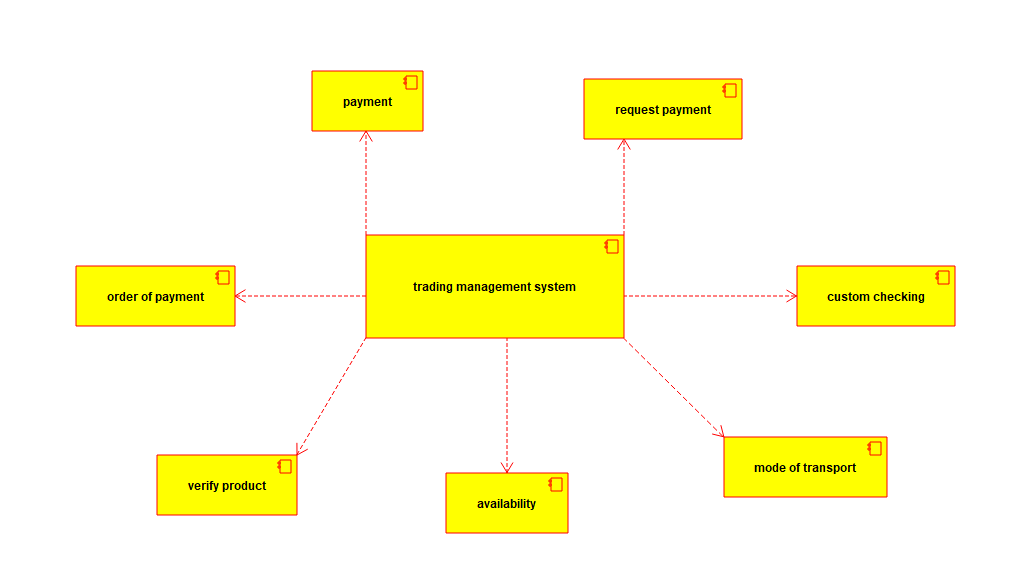 payment
request payment
trading management system
order of payment
custom checking
verify product
availability
mode of transport